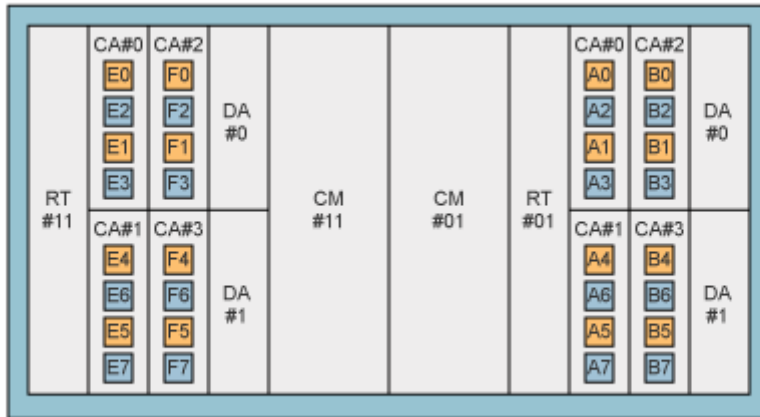 CA#0 CA#2
E0 F0
E2 F2
E1 F1
E3 F3
DA
#0
RT
#11
CA#1 CA#3
E4 F4
E6 F6
E5 F5
E7 F7
DA
#1
CM
#11
CM
#01
RT
#01
CA#0 CA#2
A0 B0
A2 B2
A1 B1
A3 B3
DA
#0
CA#1 CA#3
A4 B4
A6 B6
A5 B5
A7 B7
DA
#1